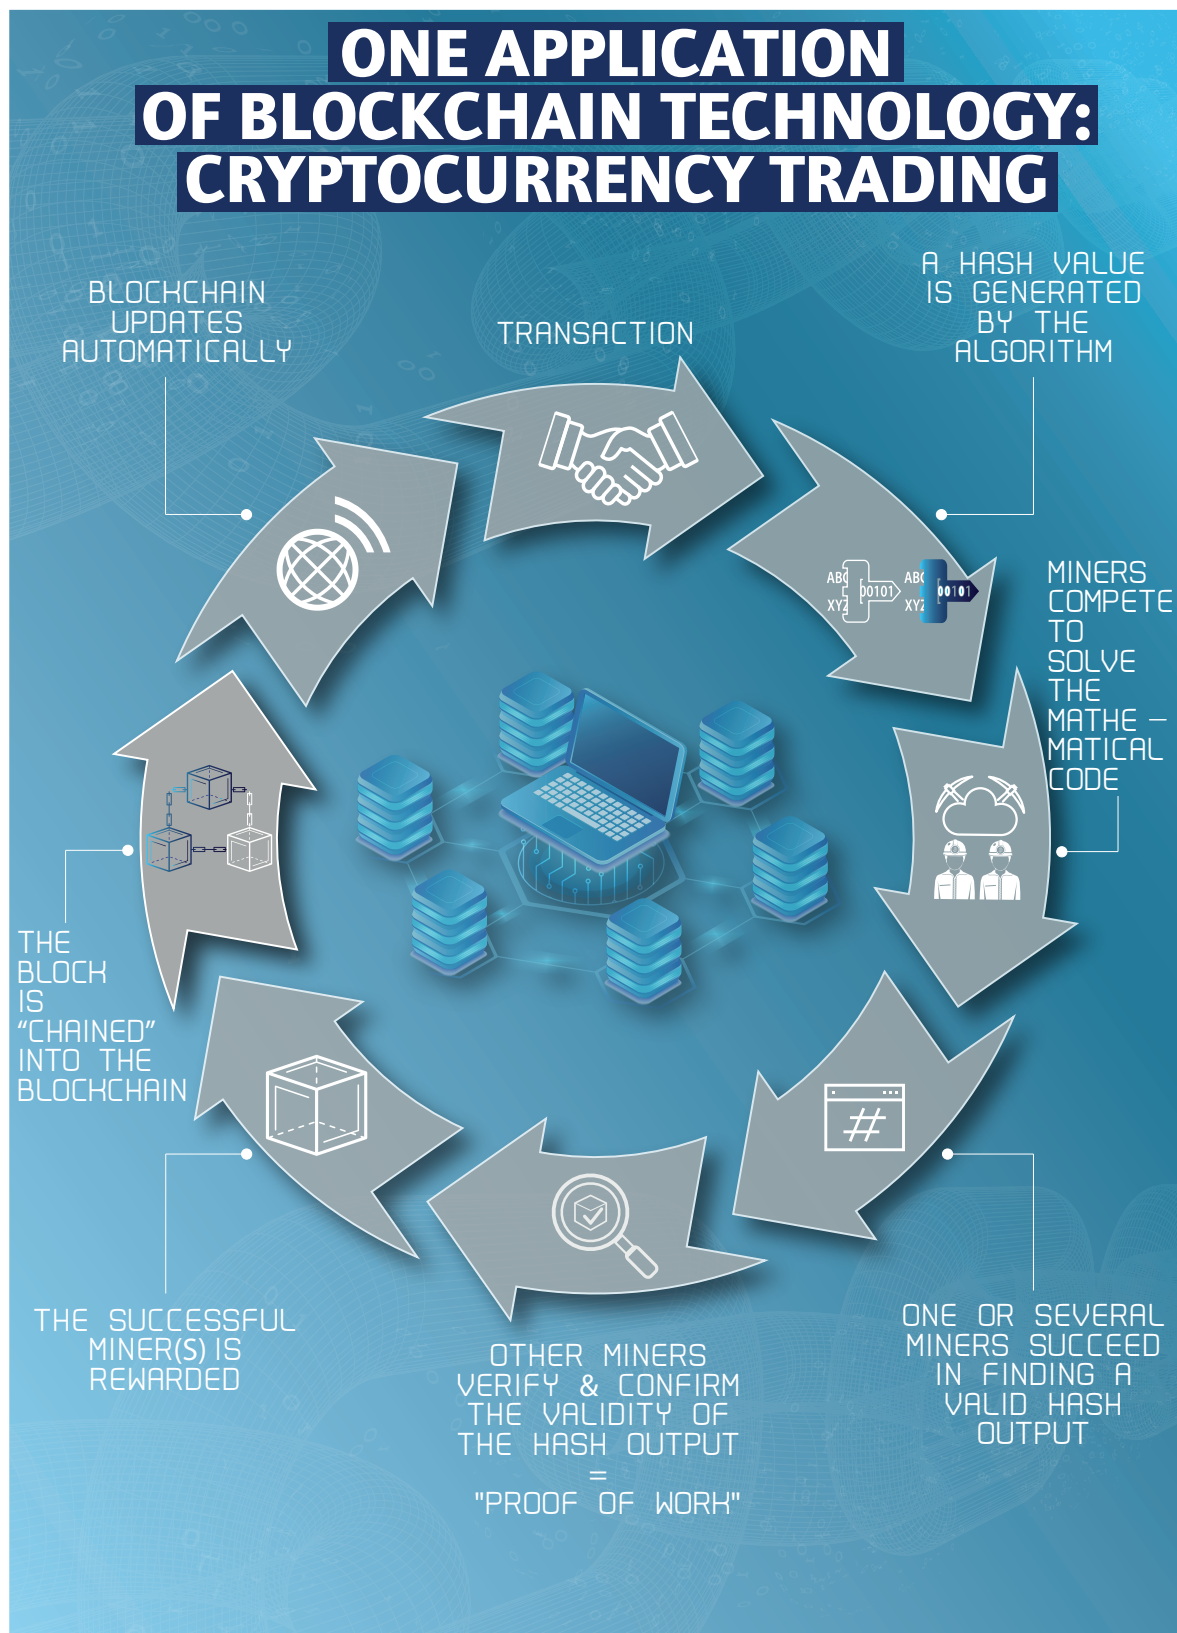 ONE APPLICATION
OF BLOCKCHAIN TECHNOLOGY:
CRYPTOCURRENCY TRADING
TRANSACTION
A HASH VALUE
IS GENERATED
BY THE
ALGORITHM
ABC
XYZ
00101
ABC
XYZ
00101
MINERS
COMPETE
TO
SOLVE
THE
MATHE –
MATICAL
CODE
#
ONE OR SEVERAL
MINERS SUCCEED
IN FINDING A
VALID HASH
OUTPUT
OTHER MINERS
VERIFY & CONFIRM
THE VALIDITY OF
THE HASH OUTPUT
=
"PROOF OF WORK"
THE SUCCESSFUL
MINER(S) IS
REWARDED
THE
BLOCK
IS
“CHAINED”
INTO THE
BLOCKCHAIN
BLOCKCHAIN
UPDATES
AUTOMATICALLY